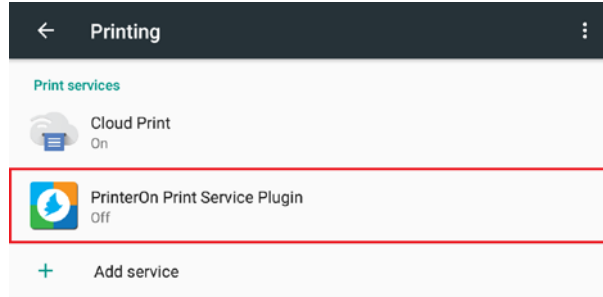 Printing
Print services
Cloud Print
On
PrinterOn Print Service Plugin
Off
Add service